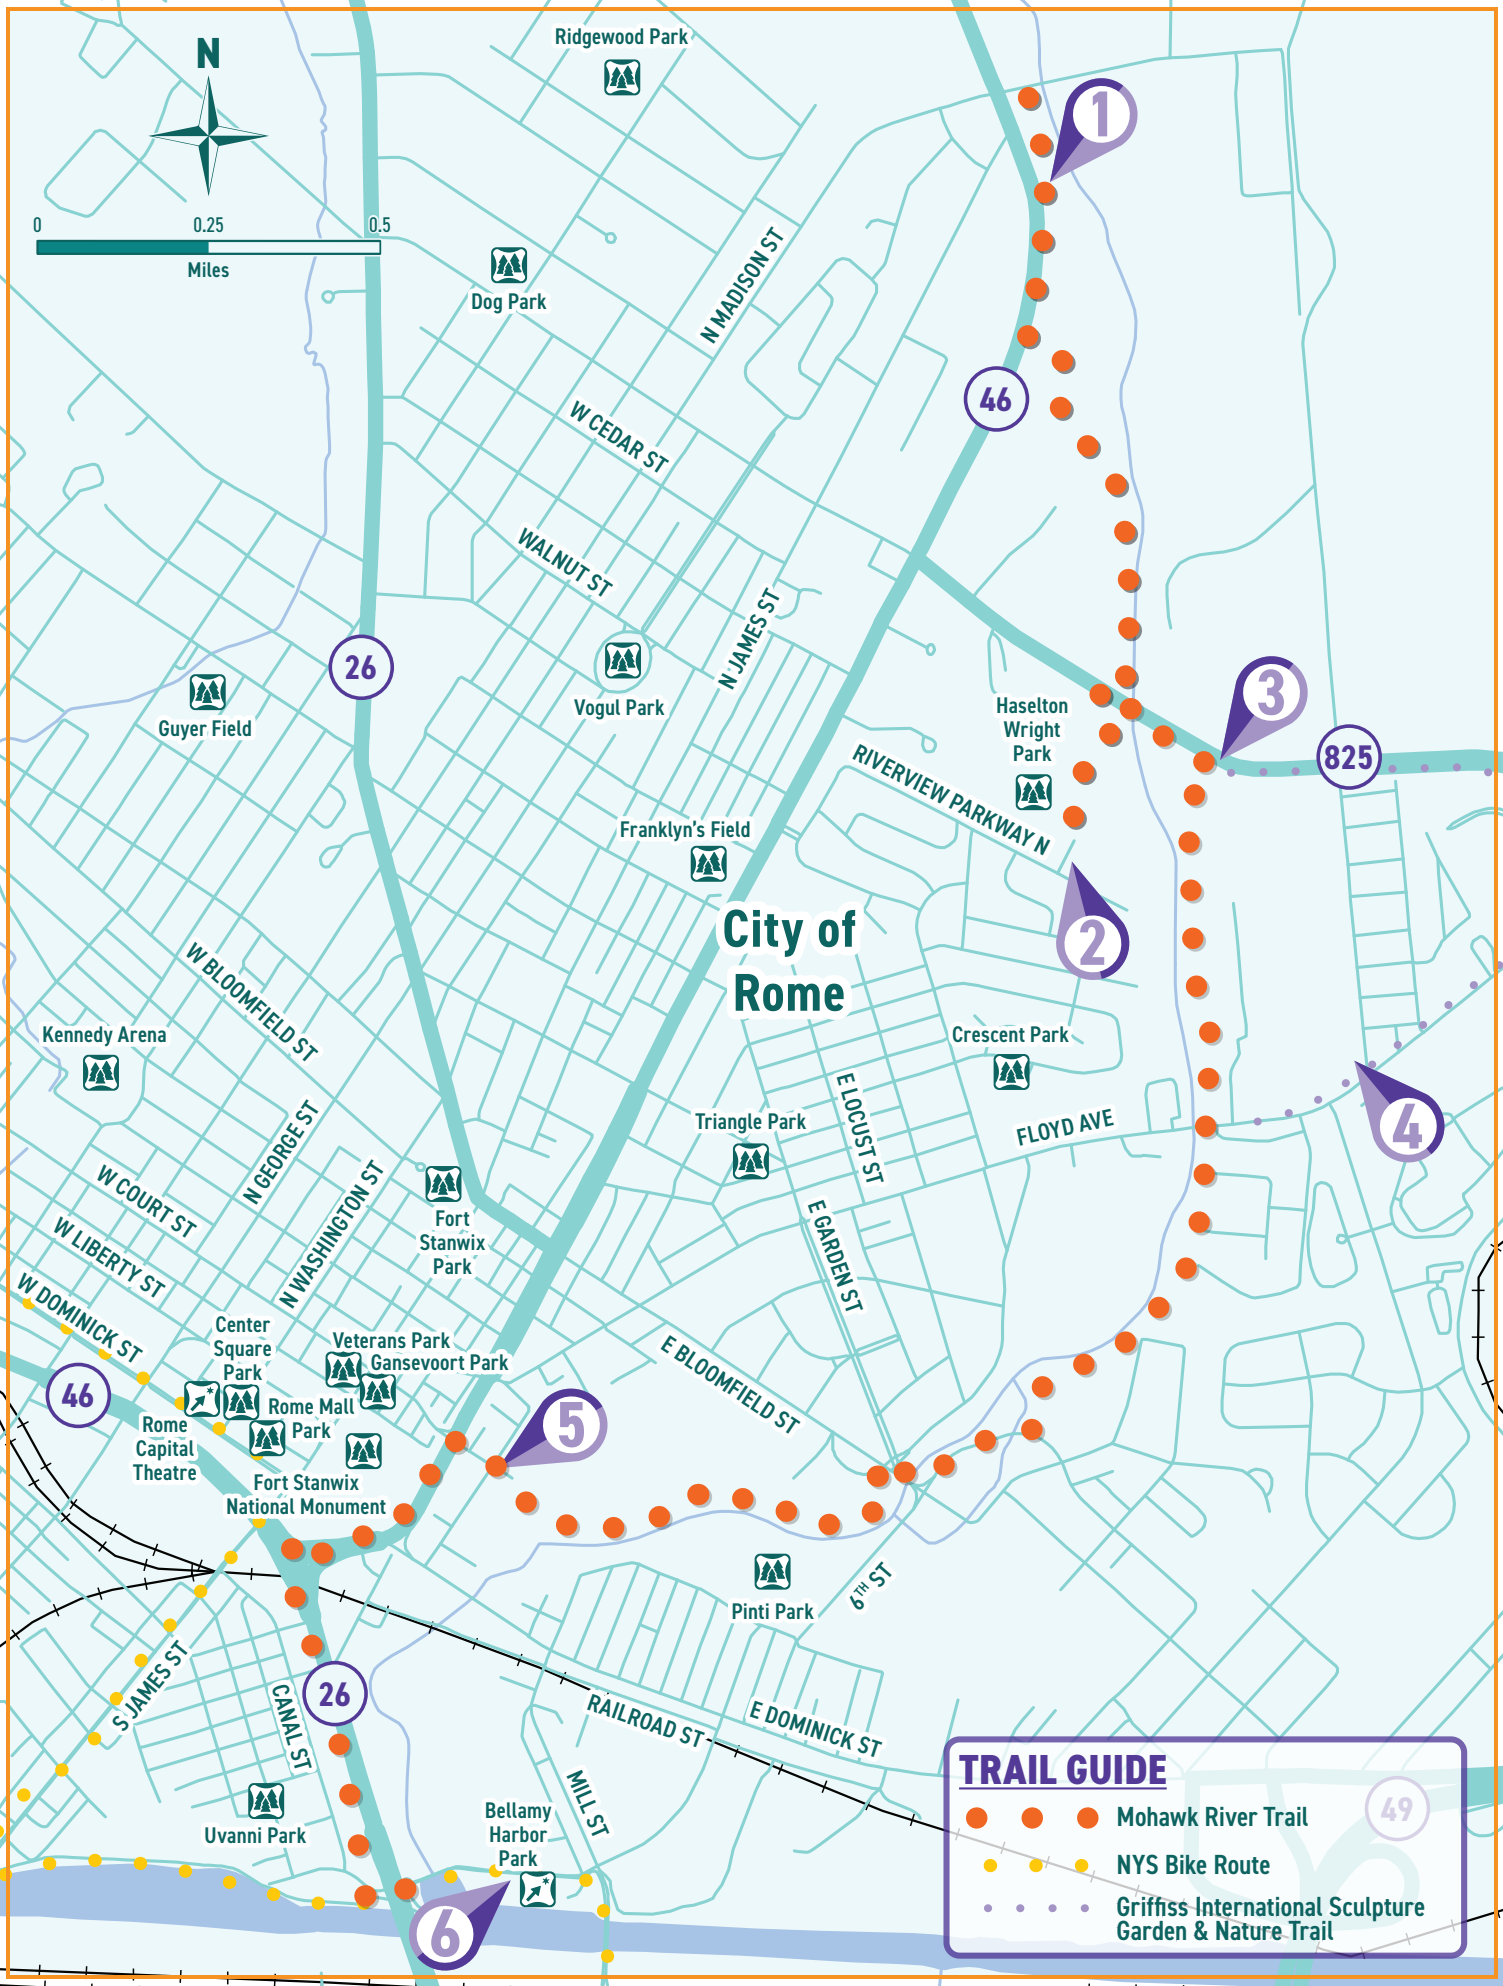 N
0 0.25 0.5
Miles
Ridgewood Park
1
Dog Park
N MADISON ST
46
W CEDAR ST
WALNUT ST
N JAMES ST
26
Guyer Field
Vogul Park
Haselton
Wright
Park
3
825
RIVERVIEW PARKWAY N
Franklyn's Field
City of
Rome
2
W BLOOMFIELD ST
Kennedy Arena
Crescent Park
E LOCUST ST
Triangle Park
FLOYD AVE
4
N GEORGE ST
W COURT ST
N WASHINGTON ST
Fort
Stanwix
Park
W LIBERTY ST
E GARDEN ST
W DOMINICK ST
Center
Square
Park
Veterans Park
Gansevoort Park
E BLOOMFIELD ST
46
Rome Mall
Park
Rome
Capital
Theatre
5
Fort Stanwix
National Monument
Pinti Park
6TH ST
S JAMES ST
CANAL ST
26
RAILROAD ST
E DOMINICK ST
MILL ST
Uvanni Park
Bellamy
Harbor
Park
6
TRAIL GUIDE
49
Mohawk River Trail
NYS Bike Route
Griffiss International Sculpture
Garden & Nature Trail